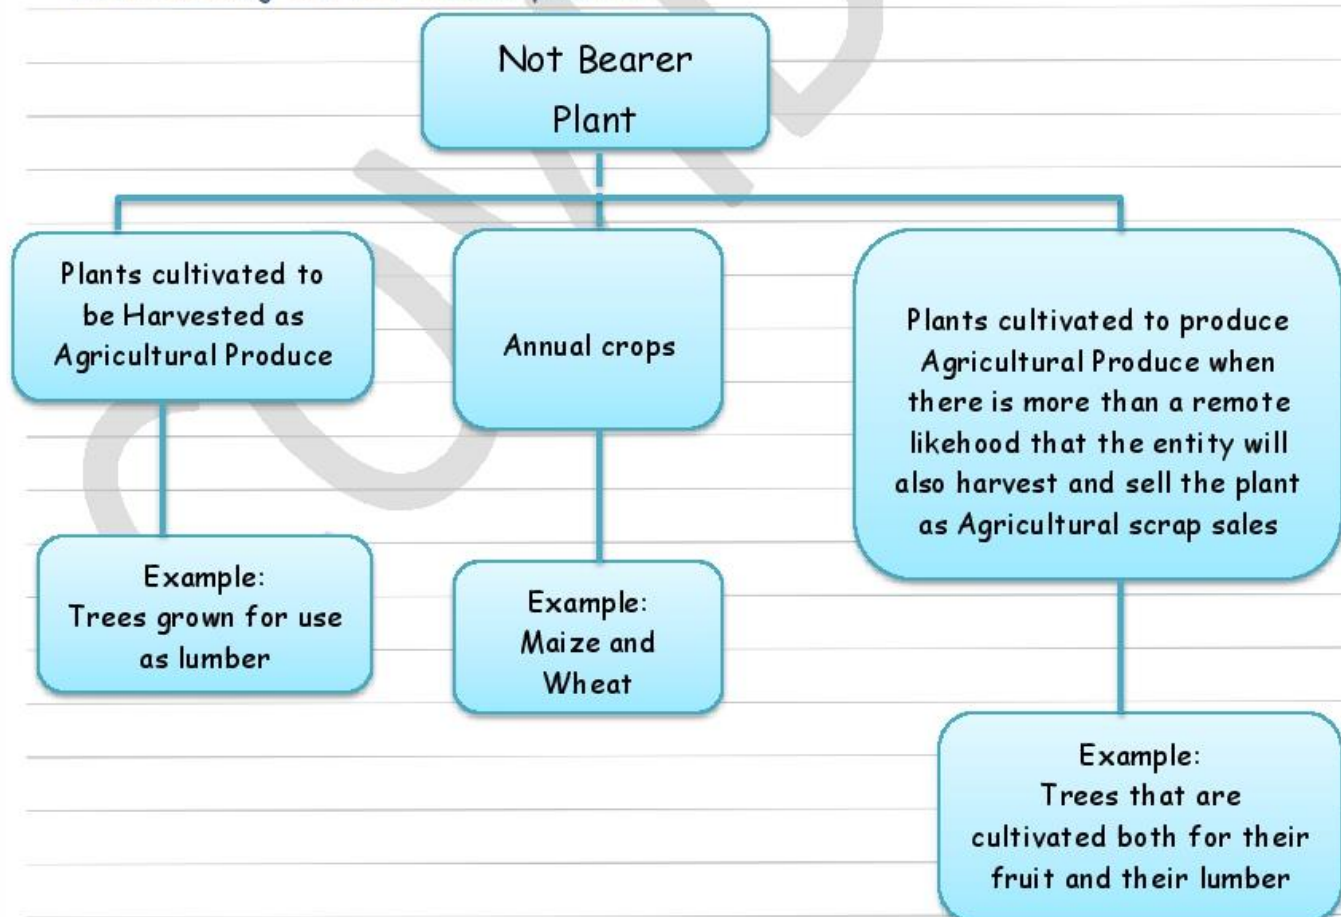 Not Bearer
Plant
Plants cultivated to
be Harvested as
Agricultural Produce
Annual crops
Plants cultivated to produce
Agricultural Produce when
there is more than a remote
likehood that the entity will
also harvest and sell the plant
as Agricultural scrap sales
Example:
Trees grown for use
as lumber
Example:
Maize and
Wheat
Example:
Trees that are
cultivated both for their
fruit and their lumber